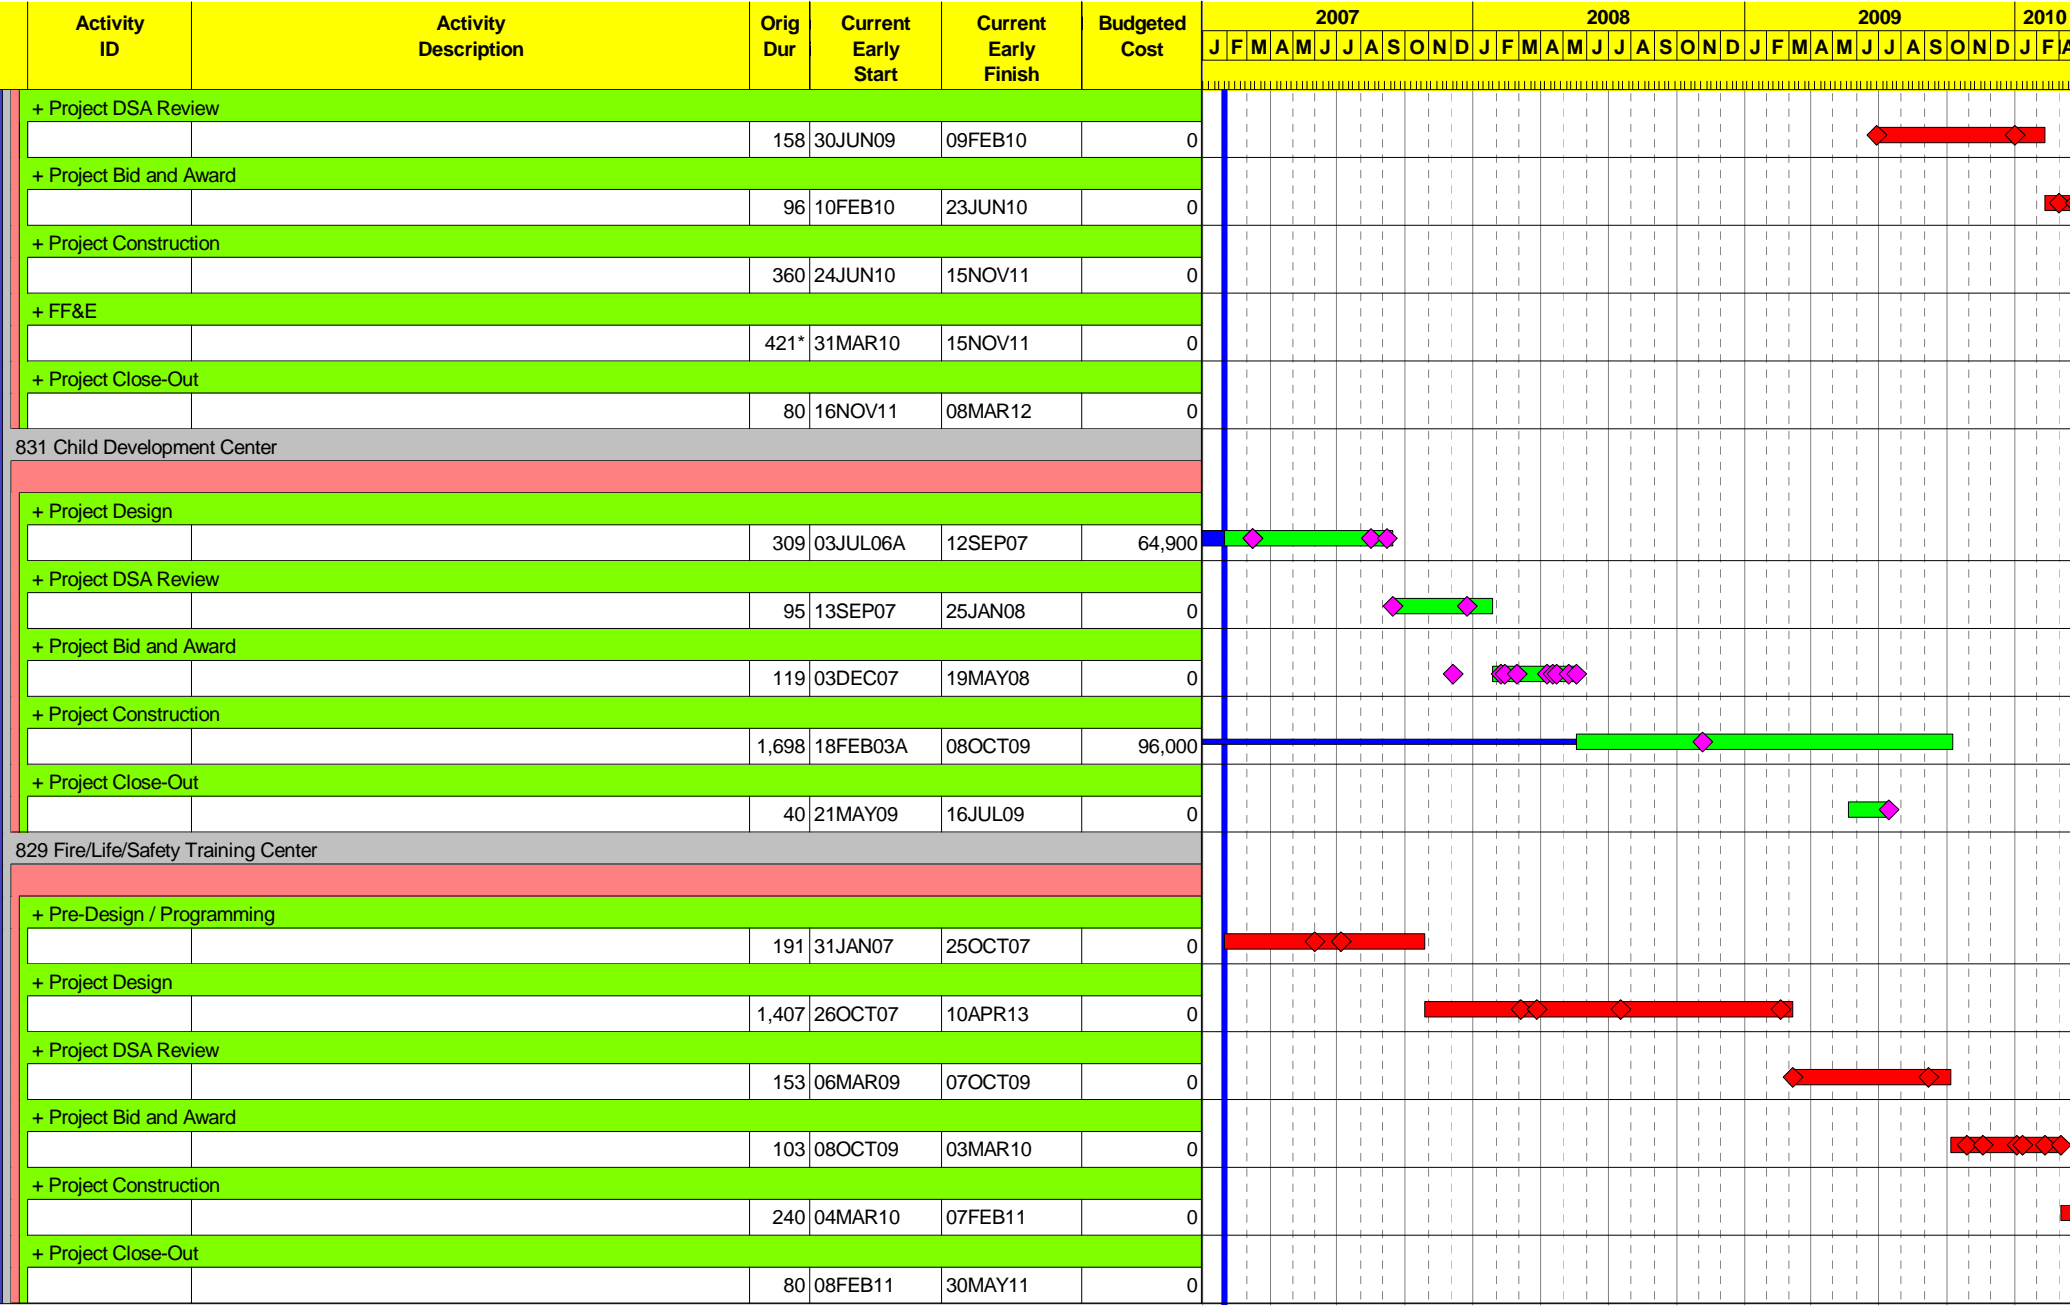 Activity ID Activity Description Orig Dur Current Early Start Current Early Finish Budgeted Cost
2007 2008 2009 2010
J F M A M J J A S O N D J F M A M J J A S O N D J F M A M J J A S O N D J F A
+ Project DSA Review
158 30JUN09 09FEB10 0
+ Project Bid and Award
96 10FEB10 23JUN10 0
+ Project Construction
360 24JUN10 15NOV11 0
+ FF&E
421* 31MAR10 15NOV11 0
+ Project Close-Out
80 16NOV11 08MAR12 0
831 Child Development Center
+ Project Design
309 03JUL06A 12SEP07 64,900
+ Project DSA Review
95 13SEP07 25JAN08 0
+ Project Bid and Award
119 03DEC07 19MAY08 0
+ Project Construction
1,698 18FEB03A 08OCT09 96,000
+ Project Close-Out
40 21MAY09 16JUL09 0
829 Fire/Life/Safety Training Center
+ Pre-Design / Programming
191 31JAN07 25OCT07 0
+ Project Design
1,407 26OCT07 10APR13 0
+ Project DSA Review
153 06MAR09 07OCT09 0
+ Project Bid and Award
103 08OCT09 03MAR10 0
+ Project Construction
240 04MAR10 07FEB11 0
+ Project Close-Out
80 08FEB11 30MAY11 0